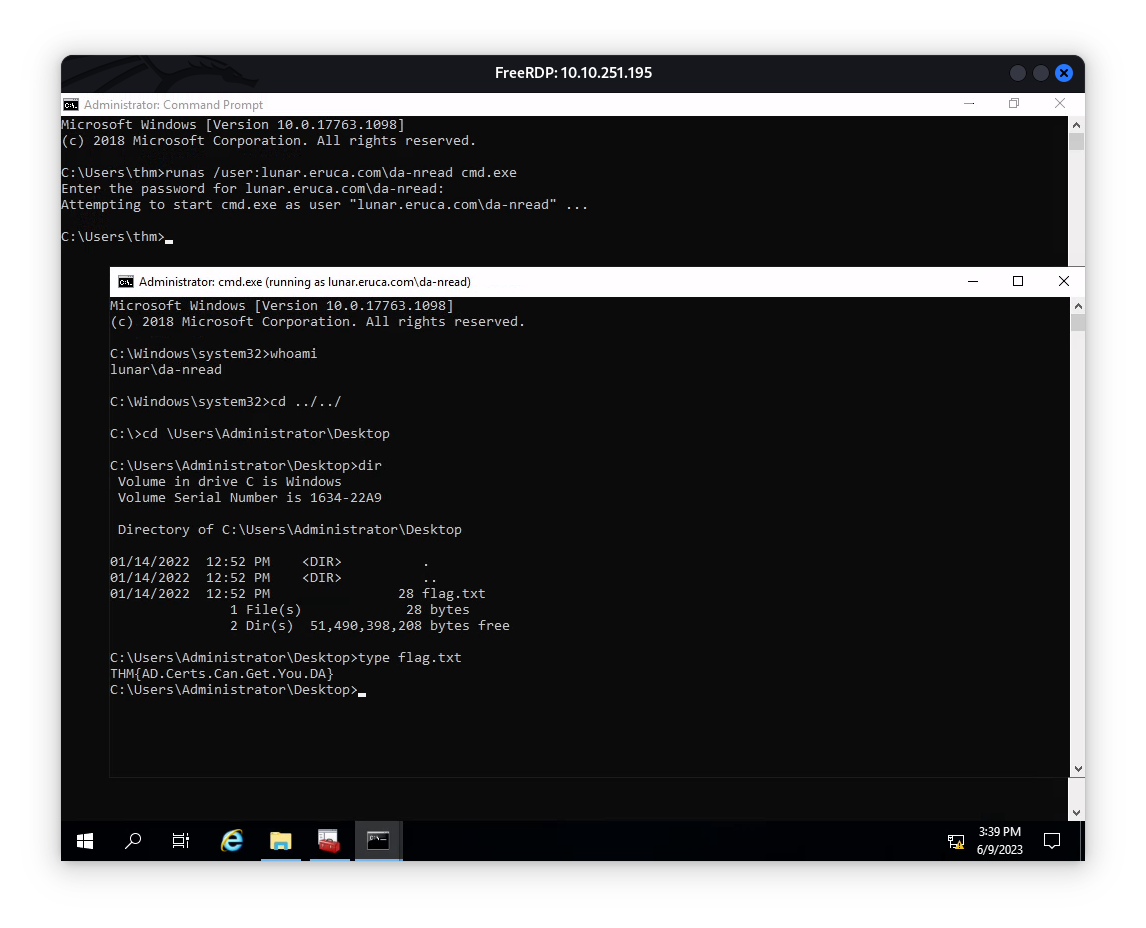 FreeRDP: 10.10.251.195
Administrator: Command Prompt
Microsoft Windows [Version 10.0.17763.1098]
(c) 2018 Microsoft Corporation. All rights reserved.
C:\Users\thm>runas /user:lunar.eruca.com\da-nread cmd.exe
Enter the password for lunar.eruca.com\da-nread:
Attempting to start cmd.exe as user "lunar.eruca.com\da-nread" ...
C:\Users\thm>
Administrator: cmd.exe (running as lunar.eruca.com\da-nread)
Microsoft Windows [Version 10.0.17763.1098]
(c) 2018 Microsoft Corporation. All rights reserved.
C:\Windows\system32>whoami
lunar\da-nread
C:\Windows\system32>cd ../../
C:\>cd \Users\Administrator\Desktop
C:\Users\Administrator\Desktop>dir
Volume in drive C is Windows
Volume Serial Number is 1634-22A9
Directory of C:\Users\Administrator\Desktop
01/14/2022  12:52 PM    <DIR>          .
01/14/2022  12:52 PM    <DIR>          ..
01/14/2022  12:52 PM                28 flag.txt
1 File(s)             28 bytes
2 Dir(s)  51,490,398,208 bytes free
C:\Users\Administrator\Desktop>type flag.txt
THM{AD.Certs.Can.Get.You.DA}
C:\Users\Administrator\Desktop>
3:39 PM
6/9/2023